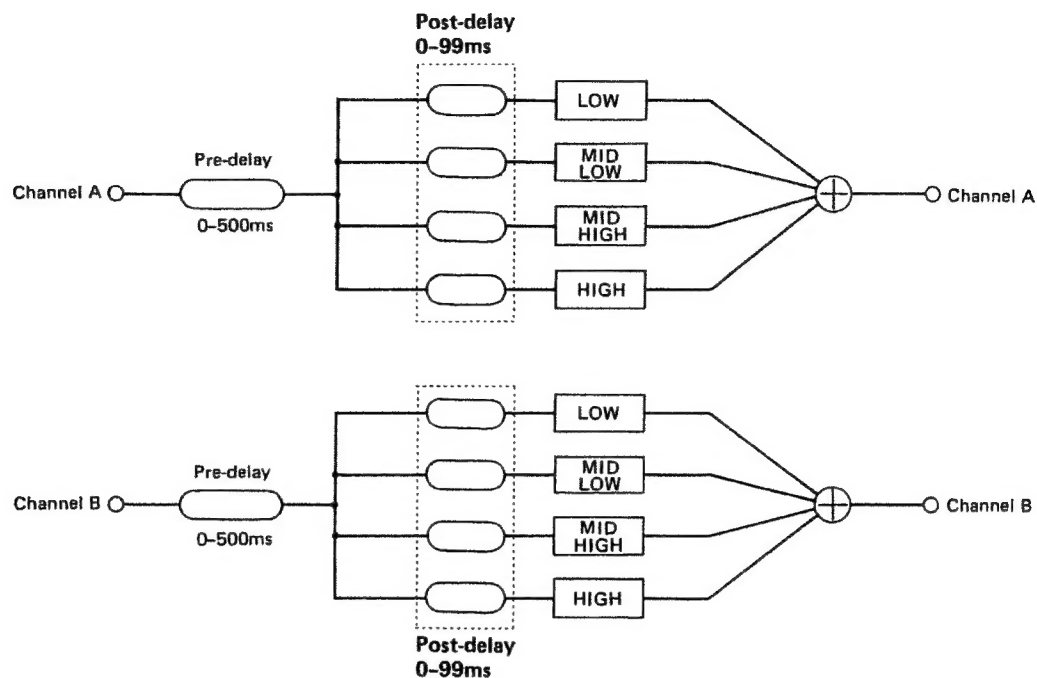 Post-delay
0–99ms
LOW
MID
LOW
Pre-delay
Channel A
Channel A
0–500ms
MID
HIGH
HIGH
LOW
MID
LOW
Pre-delay
Channel B
Channel B
0–500ms
MID
HIGH
HIGH
Post-delay
0–99ms